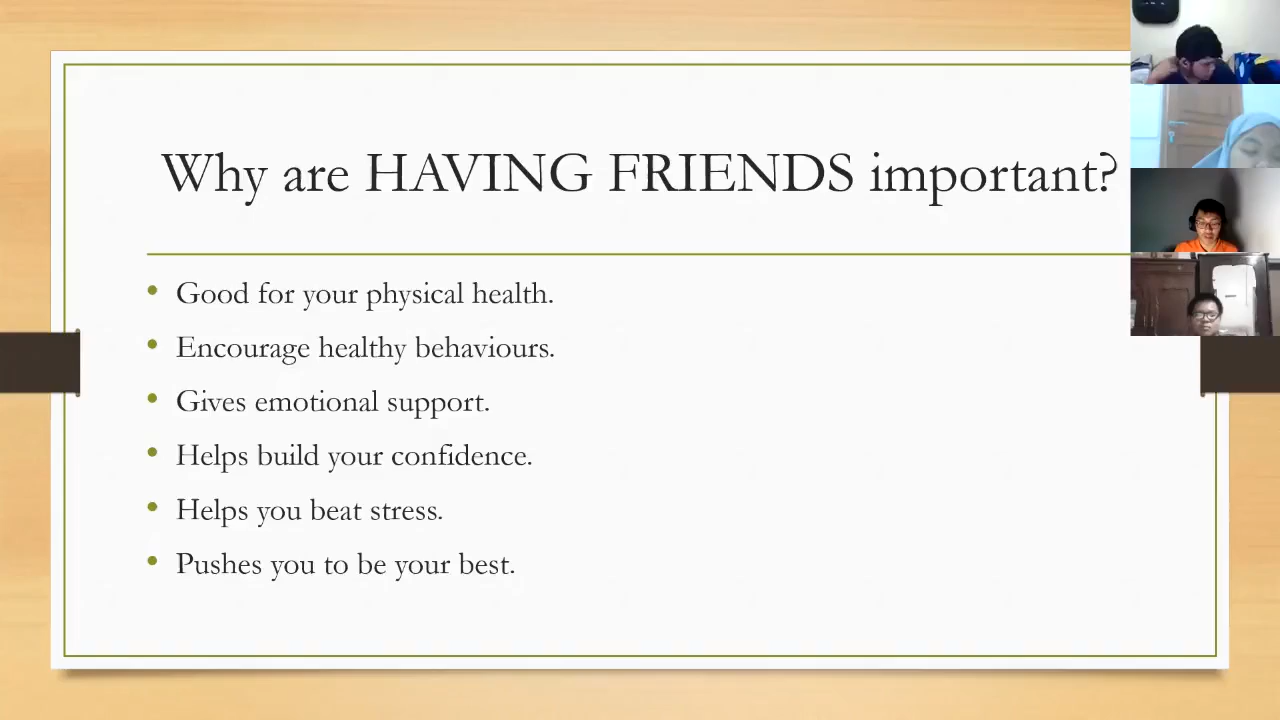 Why are HAVING FRIENDS important?
Good for your physical health.
Encourage healthy behaviours.
Gives emotional support.
Helps build your confidence.
Helps you beat stress.
Pushes you to be your best.